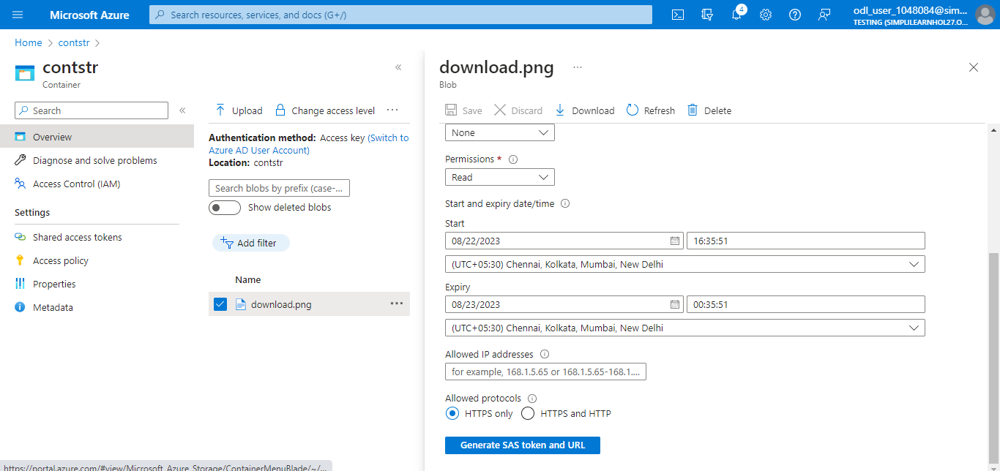 Microsoft Azure
Search resources, services, and docs (G+/)
4
odl_user_1048084@sim...
TESTING (SIMPLILEARNHOL27.O...
Home > contstr >
contstr
Container
«
Search
«
Overview
Diagnose and solve problems
Access Control (IAM)
Settings
Shared access tokens
Access policy
Properties
Metadata
Upload
Change access level
...
Authentication method: Access key (Switch to
Azure AD User Account)
Location: contstr
Search blobs by prefix (case-...
Show deleted blobs
Add filter
Name
download.png
...
download.png
...
Blob
Save
Discard
Download
Refresh
Delete
None
Permissions *
Read
Start and expiry date/time
Start
08/22/2023
16:35:51
(UTC+05:30) Chennai, Kolkata, Mumbai, New Delhi
Expiry
08/23/2023
00:35:51
(UTC+05:30) Chennai, Kolkata, Mumbai, New Delhi
Allowed IP addresses
for example, 168.1.5.65 or 168.1.5.65-168.1....
Allowed protocols
HTTPS only
HTTPS and HTTP
Generate SAS token and URL
https://portal.azure.com/#view/Microsoft_Azure_Storage/ContainerMenuBlade/~/...